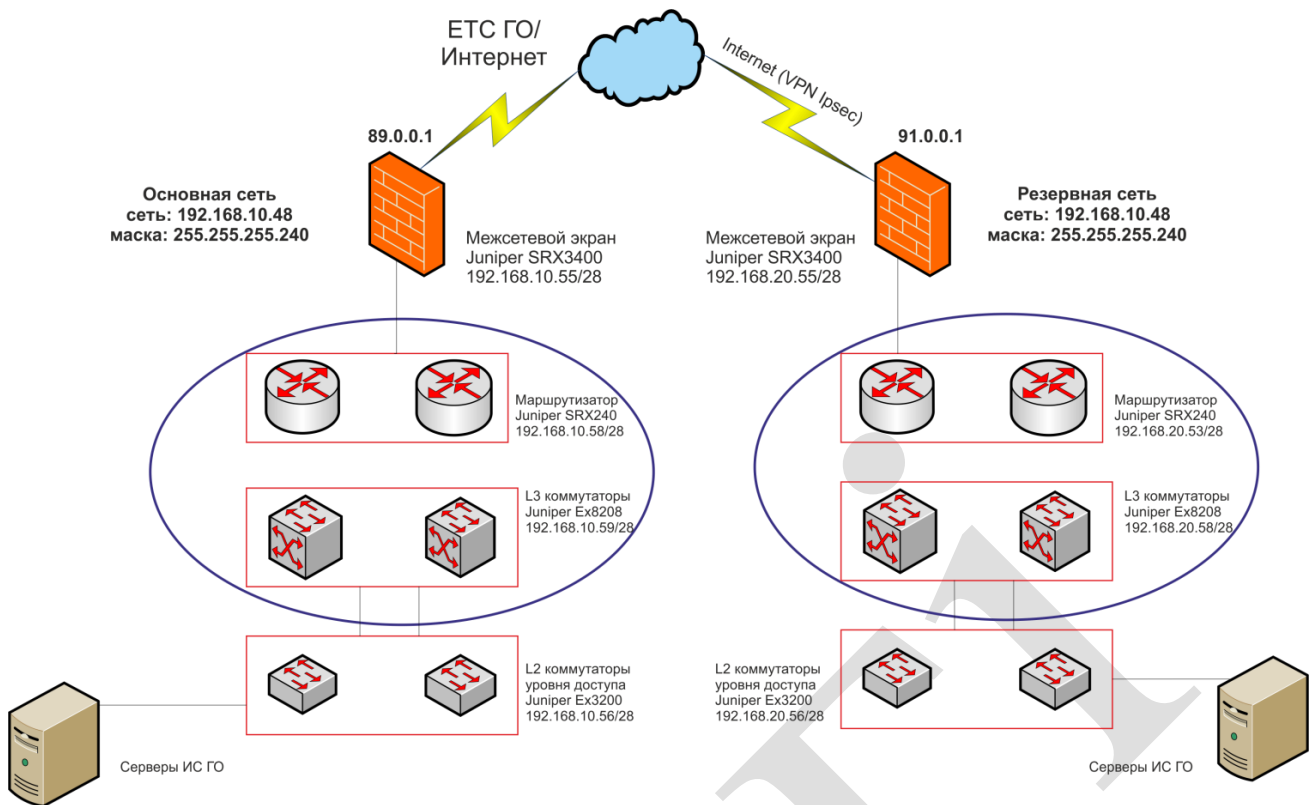 ЕТС ГО/
Интернет
Internet (VPN Ipsec)
89.0.0.1
91.0.0.1
Основная сеть
сеть: 192.168.10.48
маска: 255.255.255.240
Резервная сеть
сеть: 192.168.10.48
маска: 255.255.255.240
Межсетевой экран
Juniper SRX3400
192.168.10.55/28
Межсетевой экран
Juniper SRX3400
192.168.20.55/28
Маршрутизатор
Juniper SRX240
192.168.10.58/28
Маршрутизатор
Juniper SRX240
192.168.20.53/28
L3 коммутаторы
Juniper Ex8208
192.168.10.59/28
L3 коммутаторы
Juniper Ex8208
192.168.20.58/28
L2 коммутаторы
уровня доступа
Juniper Ex3200
192.168.10.56/28
L2 коммутаторы
уровня доступа
Juniper Ex3200
192.168.20.56/28
Серверы ИС ГО
Серверы ИС ГО